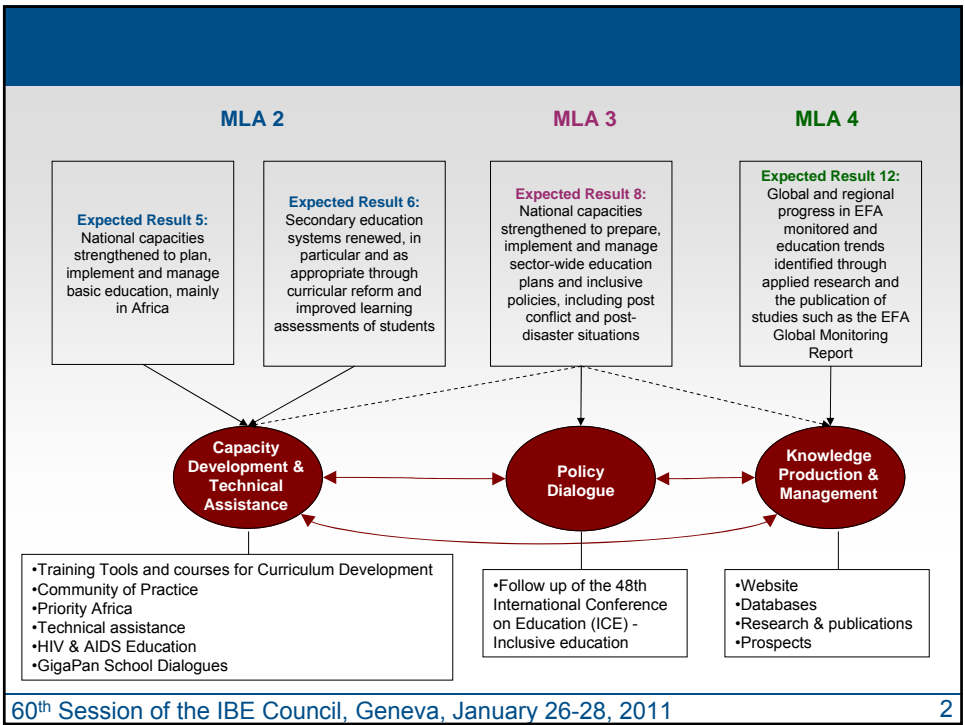 MLA 2
MLA 3
MLA 4
Expected Result 5:
National capacities
strengthened to plan,
implement and manage
basic education, mainly
in Africa
Expected Result 6:
Secondary education
systems renewed, in
particular and as
appropriate through
curricular reform and
improved learning
assessments of students
Expected Result 8:
National capacities
strengthened to prepare,
implement and manage
sector-wide education
plans and inclusive
policies, including post
conflict and post-
disaster situations
Expected Result 12:
Global and regional
progress in EFA
monitored and
education trends
identified through
applied research and
the publication of
studies such as the EFA
Global Monitoring
Report
Capacity
Development &
Technical
Assistance
Policy
Dialogue
Knowledge
Production &
Management
•Training Tools and courses for Curriculum Development
•Community of Practice
•Priority Africa
•Technical assistance
•HIV & AIDS Education
•GigaPan School Dialogues
•Follow up of the 48th
International Conference
on Education (ICE) -
Inclusive education
•Website
•Databases
•Research & publications
•Prospects
60th Session of the IBE Council, Geneva, January 26-28, 2011
2